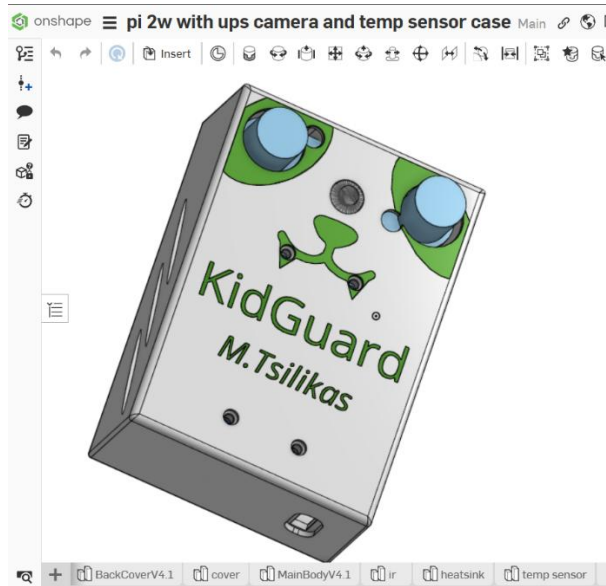 onshape pi 2w with ups camera and temp sensor case Main
Insert
KidGuard
M.Tsilikas
BackCoverV4.1 cover MainBodyV4.1 ir heatsink temp sensor